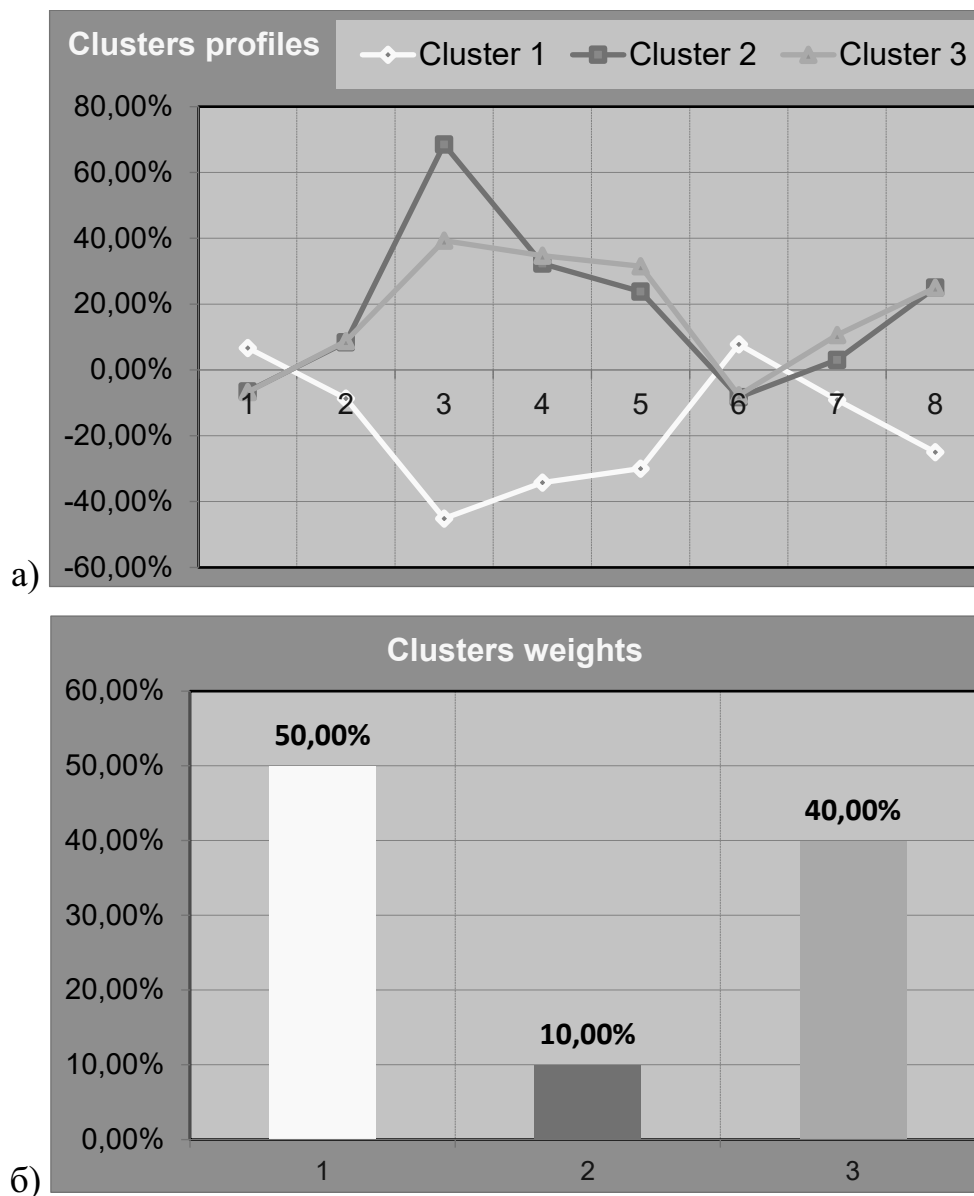 Clusters profiles
Cluster 1 Cluster 2 Cluster 3
80,00%
60,00%
40,00%
20,00%
0,00%
-20,00%
-40,00%
-60,00%
1 2 3 4 5 6 7 8
а)
Clusters weights
60,00%
50,00%
40,00%
30,00%
20,00%
10,00%
0,00%
50,00%
10,00%
40,00%
1 2 3
б)